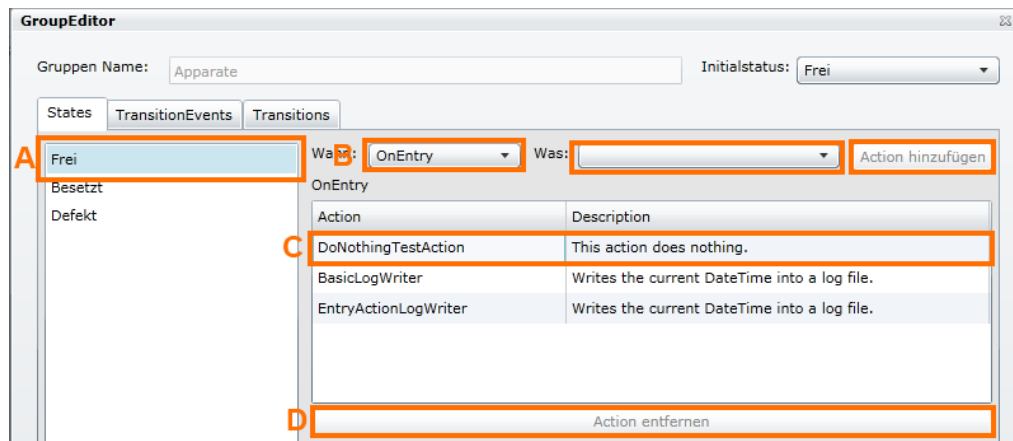 GroupEditor
Gruppen Name: Apparate Initialstatus: Frei
States TransitionEvents Transitions
A Frei B OnEntry Was: Action hinzufügen
Besetzt OnEntry
Defekt Action Description
C DoNothingTestAction This action does nothing.
BasicLogWriter Writes the current DateTime into a log file.
EntryActionLogWriter Writes the current DateTime into a log file.
D Action entfernen